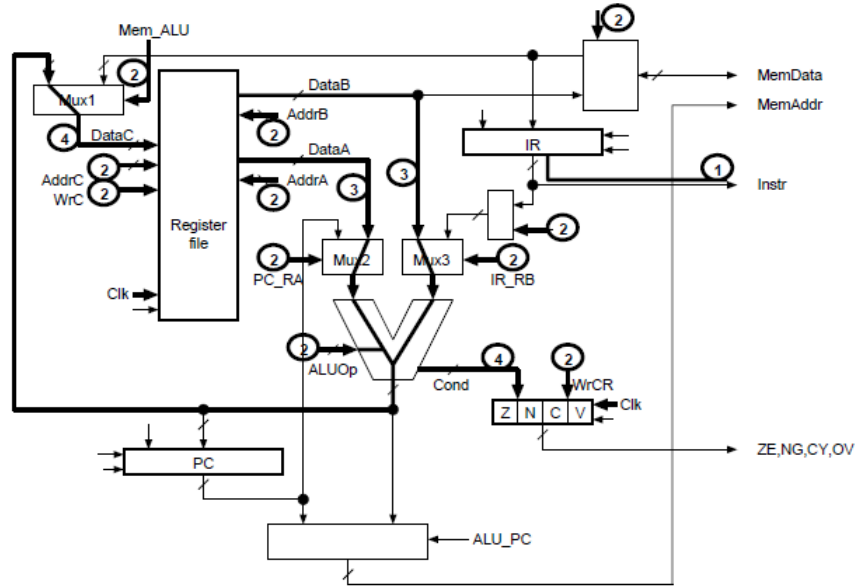 Mem_ALU
2
2
Mux1
DataB
MemData
AddrB
MemAddr
4
DataC
2
IR
DataA
1
2
3
3
AddrC
AddrA
2
Instr
2
WrC
Register
file
2
2
Mux2
Mux3
2
PC_RA
IR_RB
Clk
2
ALUOp
4
2
Cond
WrCR
Z N C V
Clk
PC
ZE,NG,CY,OV
ALU_PC